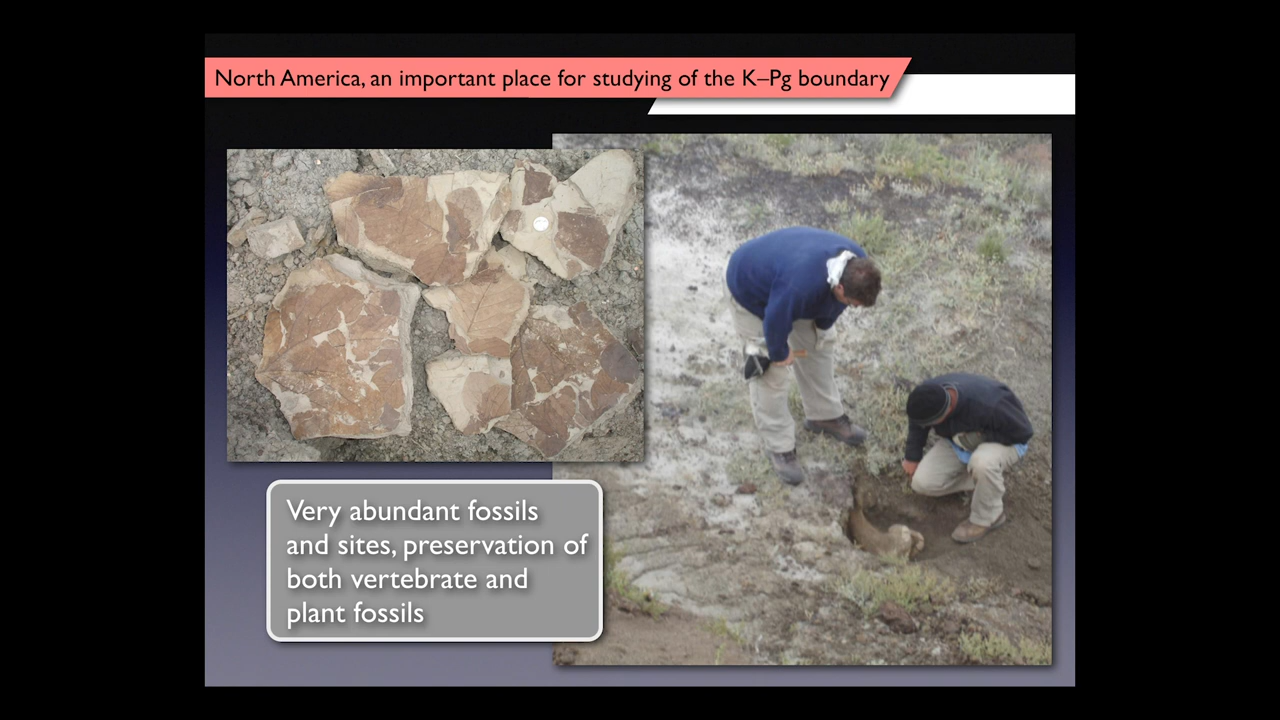 North America, an important place for studying of the K–Pg boundary
Very abundant fossils
and sites, preservation of
both vertebrate and
plant fossils